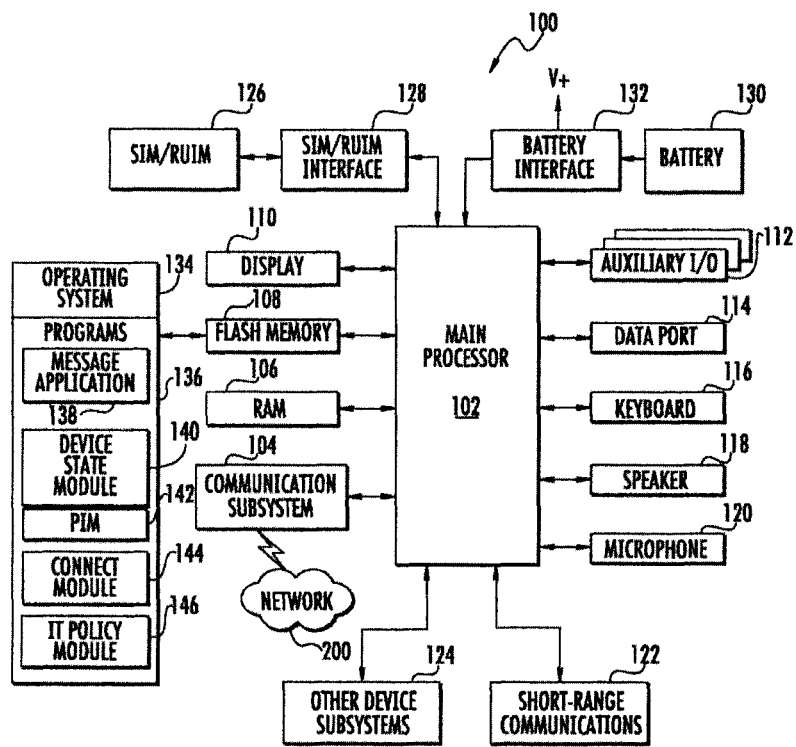 100
V+
126
128
132
130
SIM/RUIM
SIM/RUIM
INTERFACE
BATTERY
INTERFACE
BATTERY
110
DISPLAY
112
AUXILIARY I/O
134
OPERATING
SYSTEM
108
FLASH MEMORY
MAIN
PROCESSOR
102
114
DATA PORT
PROGRAMS
MESSAGE
APPLICATION
138
136
106
RAM
116
KEYBOARD
140
DEVICE
STATE
MODULE
104
COMMUNICATION
SUBSYSTEM
118
SPEAKER
142
PIM
120
MICROPHONE
144
CONNECT
MODULE
NETWORK
200
146
IT POLICY
MODULE
124
OTHER DEVICE
SUBSYSTEMS
122
SHORT-RANGE
COMMUNICATIONS